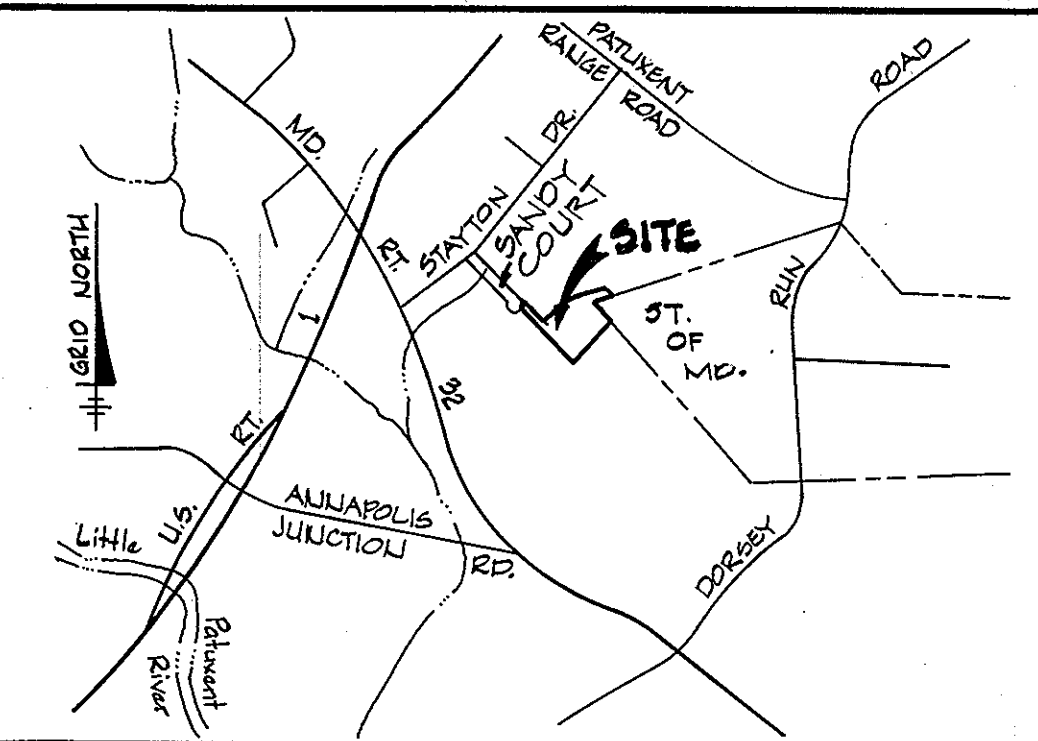 PATUXENT
RANGE
ROAD
ROAD
MD.
DR.
STAYTON
SANDY
COURT
SITE
RT.
GRID NORTH
1
RUN
ST.
OF
MD.
32
RT.
U.S.
ANNAPOLIS
JUNCTION
RD.
Little
DORSEY
Patuxent
River